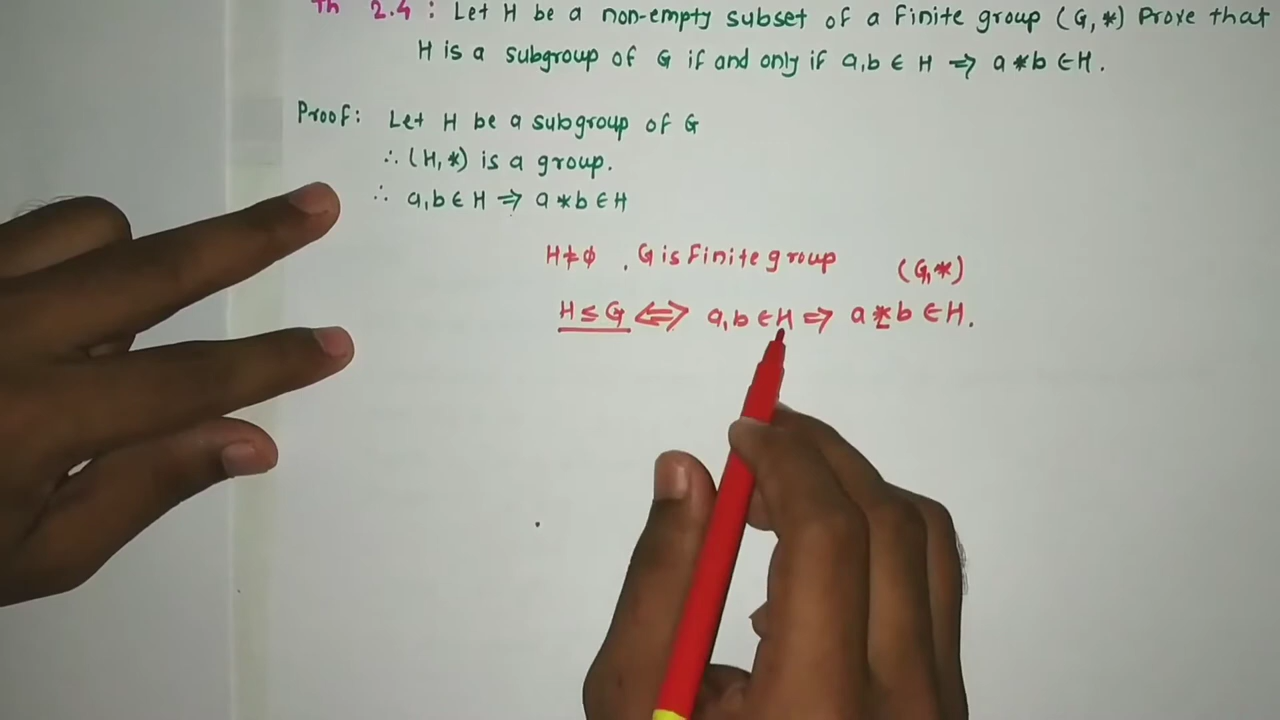 Th 2.4 : Let H be a non-empty subset of a finite group (G, *) Prove that
H is a subgroup of G if and only if a,b ∈ H ⇒ a * b ∈ H.
Proof: Let H be a subgroup of G
∴ (H, *) is a group.
∴ a,b ∈ H ⇒ a * b ∈ H
H ≠ φ , G is Finite group (G, *)
H ≤ G ⇔ a,b ∈ H ⇒ a * b ∈ H.